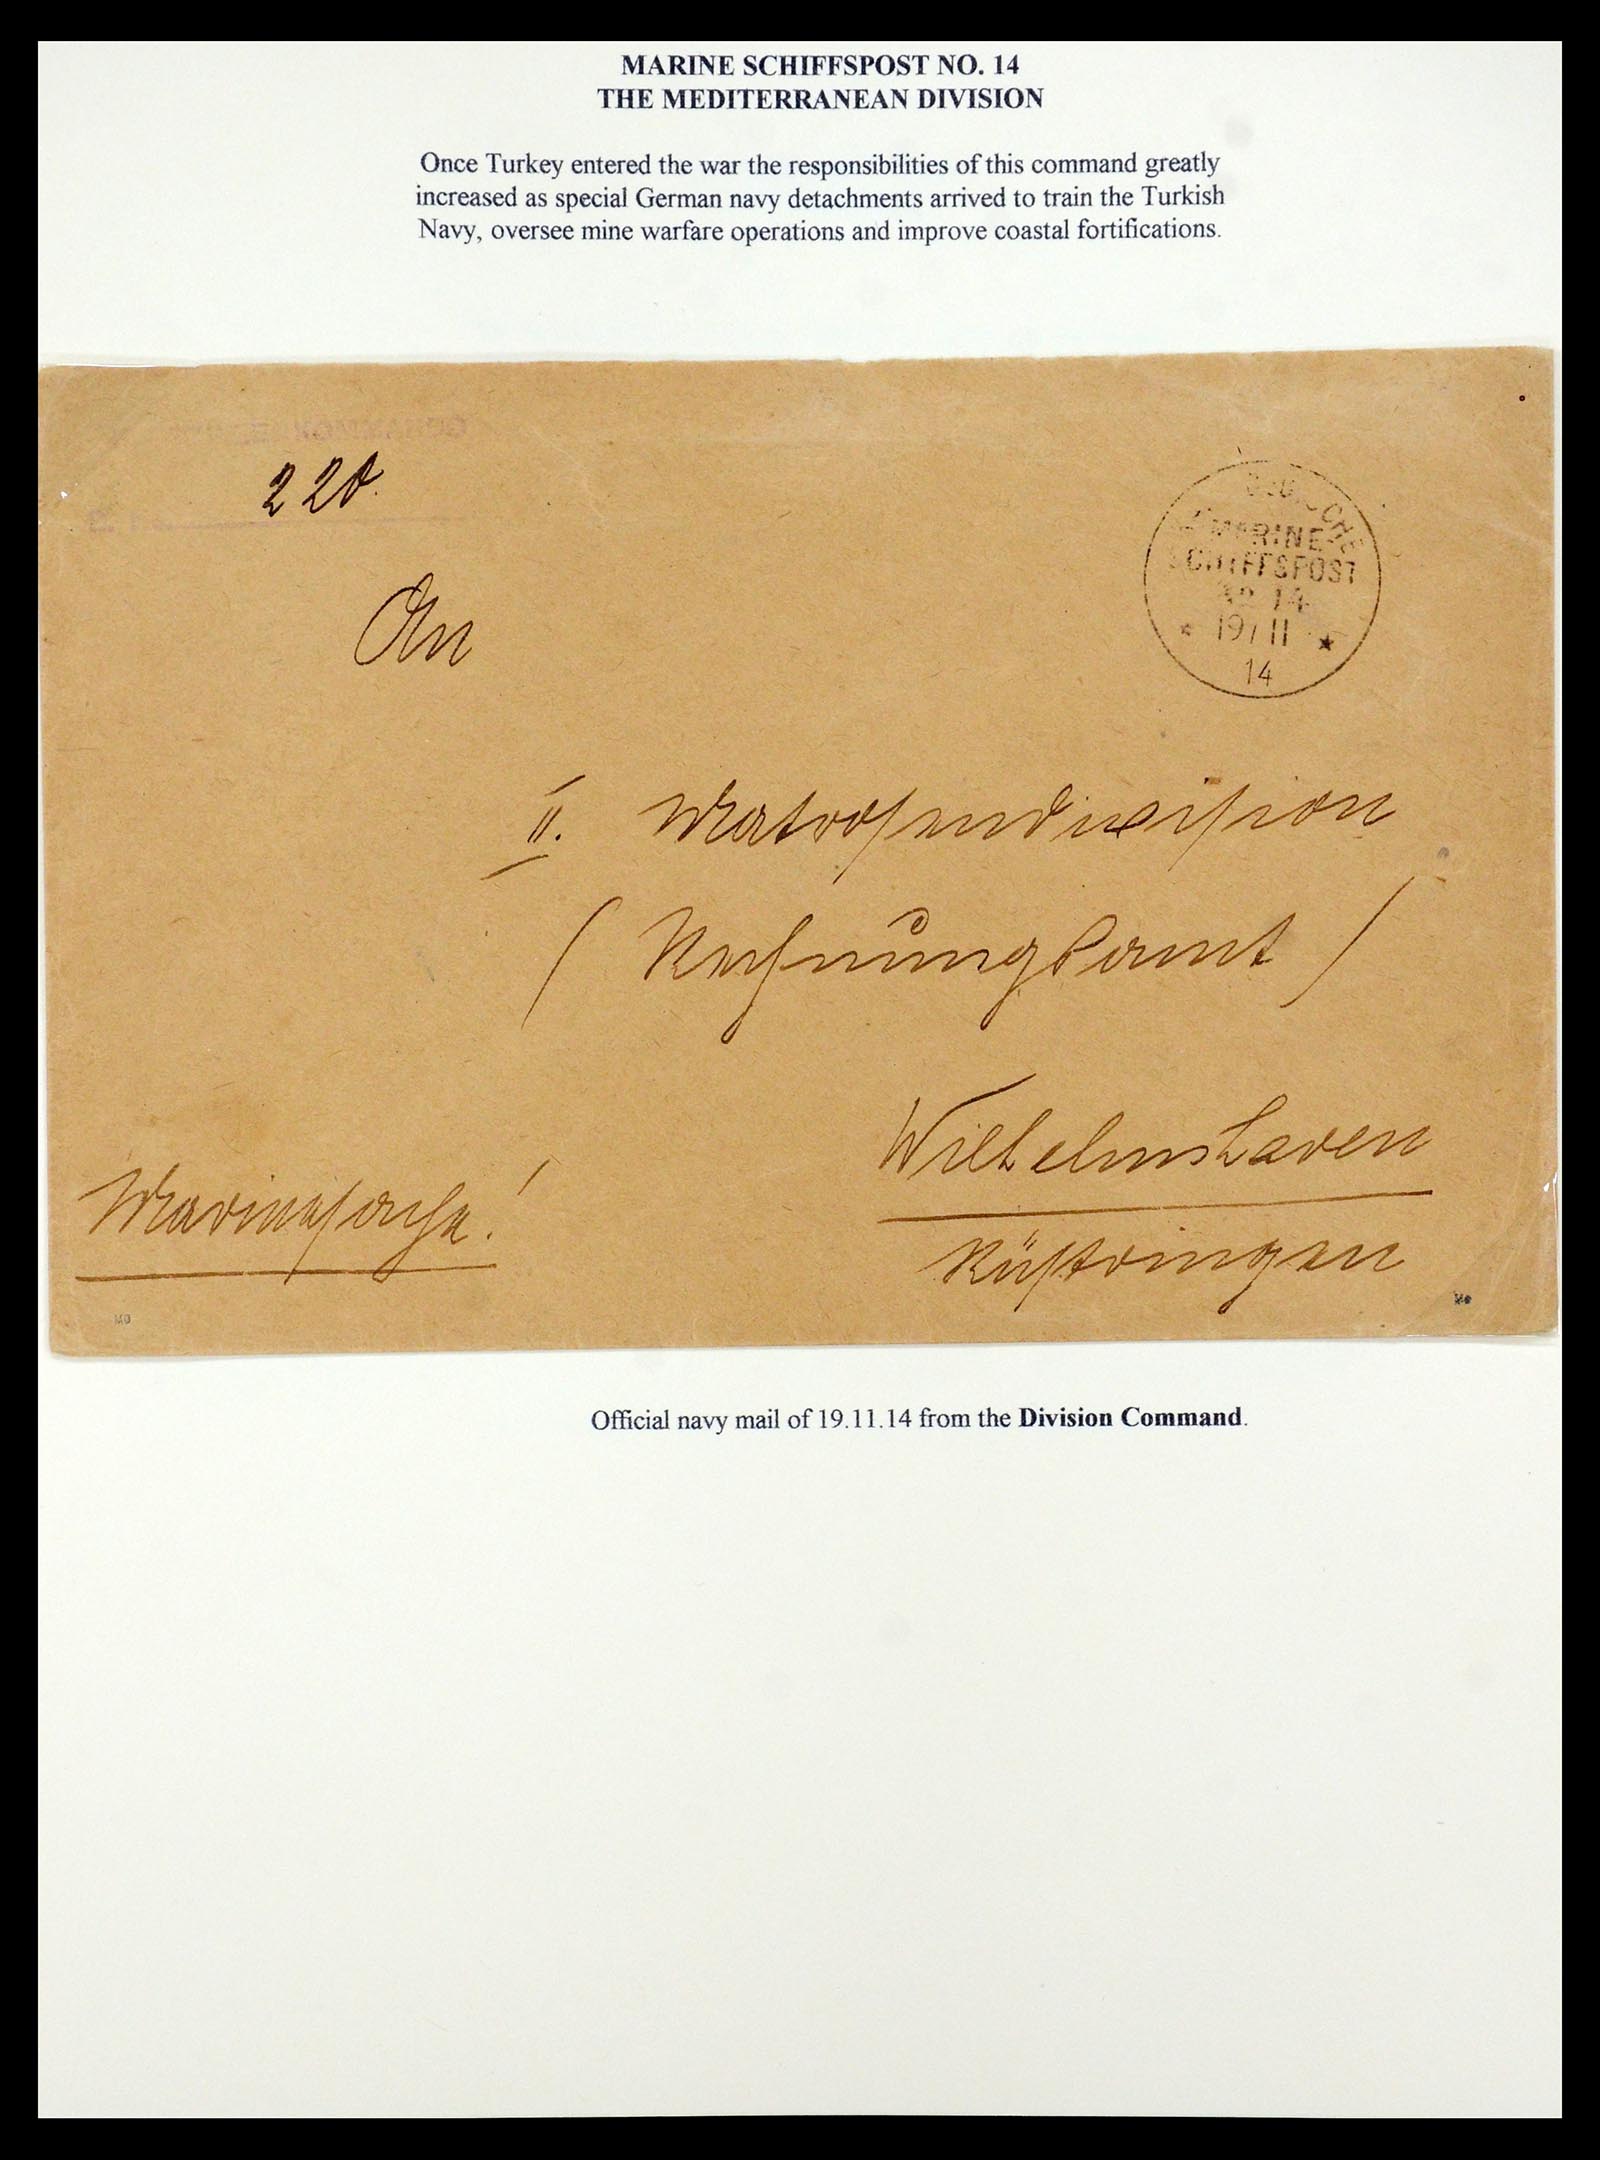 MARINE SCHIFFSPOST NO. 14
THE MEDITERRANEAN DIVISION
Once Turkey entered the war the responsibilities of this command greatly
increased as special German navy detachments arrived to train the Turkish
Navy, oversee mine warfare operations and improve coastal fortifications.
An
DEUTSCHE
MARINE-
SCHIFFSPOST
No 14
* 19/11 *
14
II. Matrosendivision
( Rechnungsamt )
Wilhelmshaven
Marinesache!
Rüstringen
Official navy mail of 19.11.14 from the Division Command.